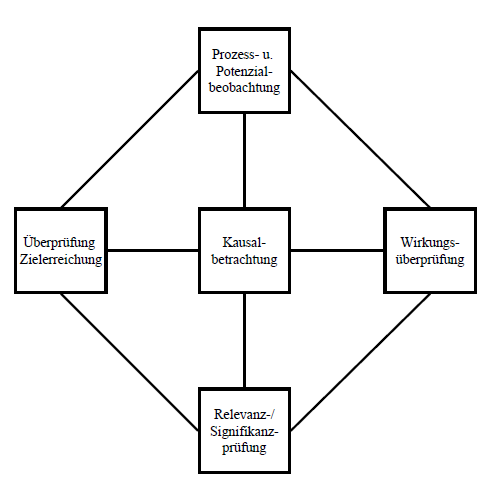 Prozess- u.
Potenzial-
beobachtung
Überprüfung
Zielerreichung
Kausal-
betrachtung
Wirkungs-
überprüfung
Relevanz-/
Signifikanz-
prüfung